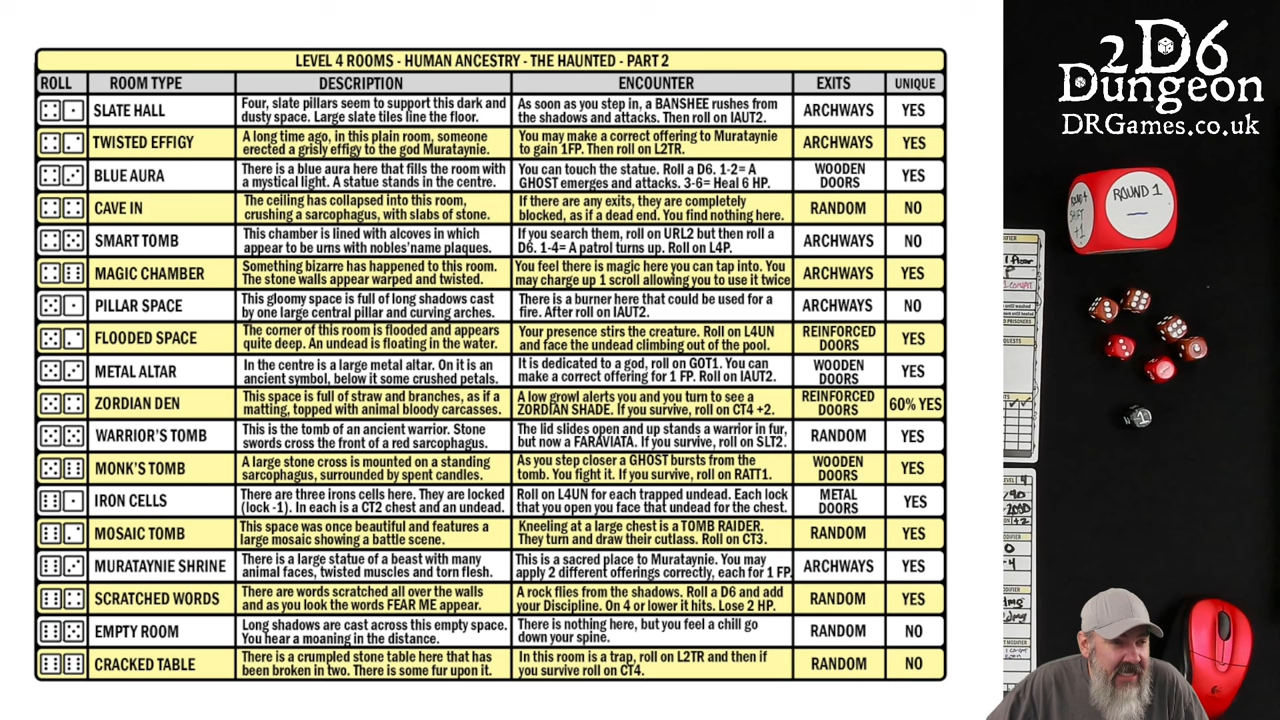 LEVEL 4 ROOMS - HUMAN ANCESTRY - THE HAUNTED - PART 2
ROLL ROOM TYPE DESCRIPTION ENCOUNTER EXITS UNIQUE
SLATE HALL
Four, slate pillars seem to support this dark and
dusty space. Large slate tiles line the floor.
As soon as you step in, a BANSHEE rushes from
the shadows and attacks. Then roll on IAUT2.
ARCHWAYS
YES
TWISTED EFFIGY
A long time ago, in this plain room, someone
erected a grisly effigy to the god Murataynie.
You may make a correct offering to Murataynie
to gain 1FP. Then roll on L2TR.
ARCHWAYS
YES
BLUE AURA
There is a blue aura here that fills the room with
a mystical light. A statue stands in the centre.
You can touch the statue. Roll a D6. 1-2= A
GHOST emerges and attacks. 3-6= Heal 6 HP.
WOODEN
DOORS
YES
CAVE IN
The ceiling has collapsed into this room,
crushing a sarcophagus, with slabs of stone.
If there are any exits, they are completely
blocked, as if a dead end. You find nothing here.
RANDOM
NO
SMART TOMB
This chamber is lined with alcoves in which
appear to be urns with nobles'name plaques.
If you search them, roll on URL2 but then roll a
D6. 1-4= A patrol turns up. Roll on L4P.
ARCHWAYS
NO
MAGIC CHAMBER
Something bizarre has happened to this room.
The stone walls appear warped and twisted.
You feel there is magic here you can tap into. You
may charge up 1 scroll allowing you to use it twice
ARCHWAYS
YES
PILLAR SPACE
This gloomy space is full of long shadows cast
by one large central pillar and curving arches.
There is a burner here that could be used for a
fire. After roll on IAUT2.
ARCHWAYS
NO
FLOODED SPACE
The corner of this room is flooded and appears
quite deep. An undead is floating in the water.
Your presence stirs the creature. Roll on L4UN
and face the undead climbing out of the pool.
REINFORCED
DOORS
YES
METAL ALTAR
In the centre is a large metal altar. On it is an
ancient symbol, below it some crushed petals.
It is dedicated to a god, roll on GOT1. You can
make a correct offering for 1 FP. Roll on IAUT2.
WOODEN
DOORS
YES
ZORDIAN DEN
This space is full of straw and branches, as if a
matting, topped with animal bloody carcasses.
A low growl alerts you and you turn to see a
ZORDIAN SHADE. If you survive, roll on CT4 +2.
REINFORCED
DOORS
60% YES
WARRIOR'S TOMB
This is the tomb of an ancient warrior. Stone
swords cross the front of a red sarcophagus.
The lid slides open and up stands a warrior in fur,
but now a FARAVIATA. If you survive, roll on SLT2.
RANDOM
YES
MONK'S TOMB
A large stone cross is mounted on a standing
sarcophagus, surrounded by spent candles.
As you step closer a GHOST bursts from the
tomb. You fight it. If you survive, roll on RATT1.
WOODEN
DOORS
YES
IRON CELLS
There are three irons cells here. They are locked
(lock -1). In each is a CT2 chest and an undead.
Roll on L4UN for each trapped undead. Each lock
that you open you face that undead for the chest.
METAL
DOORS
YES
MOSAIC TOMB
This space was once beautiful and features a
large mosaic showing a battle scene.
Kneeling at a large chest is a TOMB RAIDER.
They turn and draw their cutlass. Roll on CT3.
RANDOM
YES
MURATAYNIE SHRINE
There is a large statue of a beast with many
animal faces, twisted muscles and torn flesh.
This is a sacred place to Murataynie. You may
apply 2 different offerings correctly, each for 1 FP.
ARCHWAYS
YES
SCRATCHED WORDS
There are words scratched all over the walls
and as you look the words FEAR ME appear.
A rock flies from the shadows. Roll a D6 and add
your Discipline. On 4 or lower it hits. Lose 2 HP.
RANDOM
YES
EMPTY ROOM
Long shadows are cast across this empty space.
You hear a moaning in the distance.
There is nothing here, but you feel a chill go
down your spine.
RANDOM
NO
CRACKED TABLE
There is a crumpled stone table here that has
been broken in two. There is some fur upon it.
In this room is a trap, roll on L2TR and then if
you survive roll on CT4.
RANDOM
NO
2D6
Dungeon
DRGames.co.uk
ROUND 1
SHIFT
+1